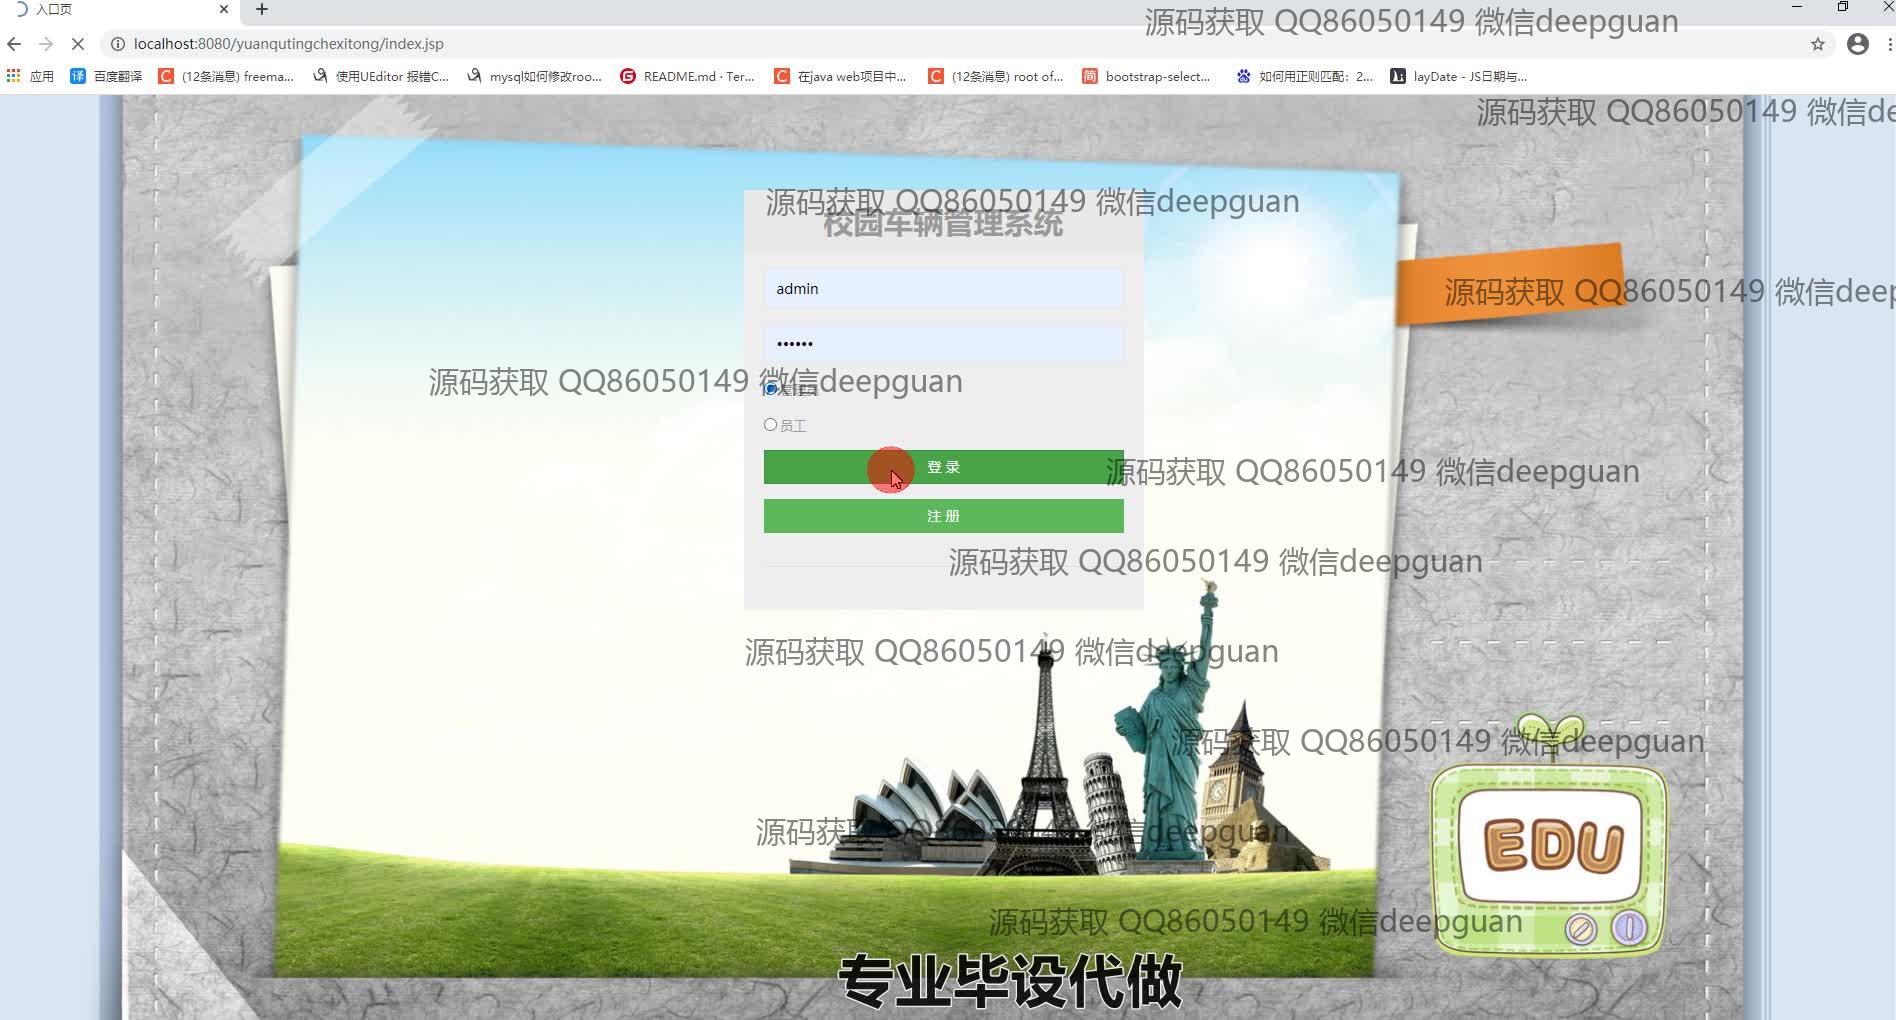 入口页
源码获取 QQ86050149 微信deepguan
localhost:8080/yuanqutingchexitong/index.jsp
应用
百度翻译
(12条消息) freema...
使用UEditor 报错C...
mysql如何修改roo...
README.md · Ter...
在java web项目中...
(12条消息) root of...
bootstrap-select...
如何用正则匹配：2...
layDate - JS日期与...
源码获取 QQ86050149 微信de
源码获取 QQ86050149 微信deepguan
校园车辆管理系统
admin
源码获取 QQ86050149 微信deep
源码获取 QQ86050149 微信deepguan
管理员
员工
登 录
源码获取 QQ86050149 微信deepguan
注 册
源码获取 QQ86050149 微信deepguan
源码获取 QQ86050149 微信deepguan
源码获取 QQ86050149 微信deepguan
源码获取 QQ86050149 微信deepguan
EDU
源码获取 QQ86050149 微信deepguan
专业毕设代做